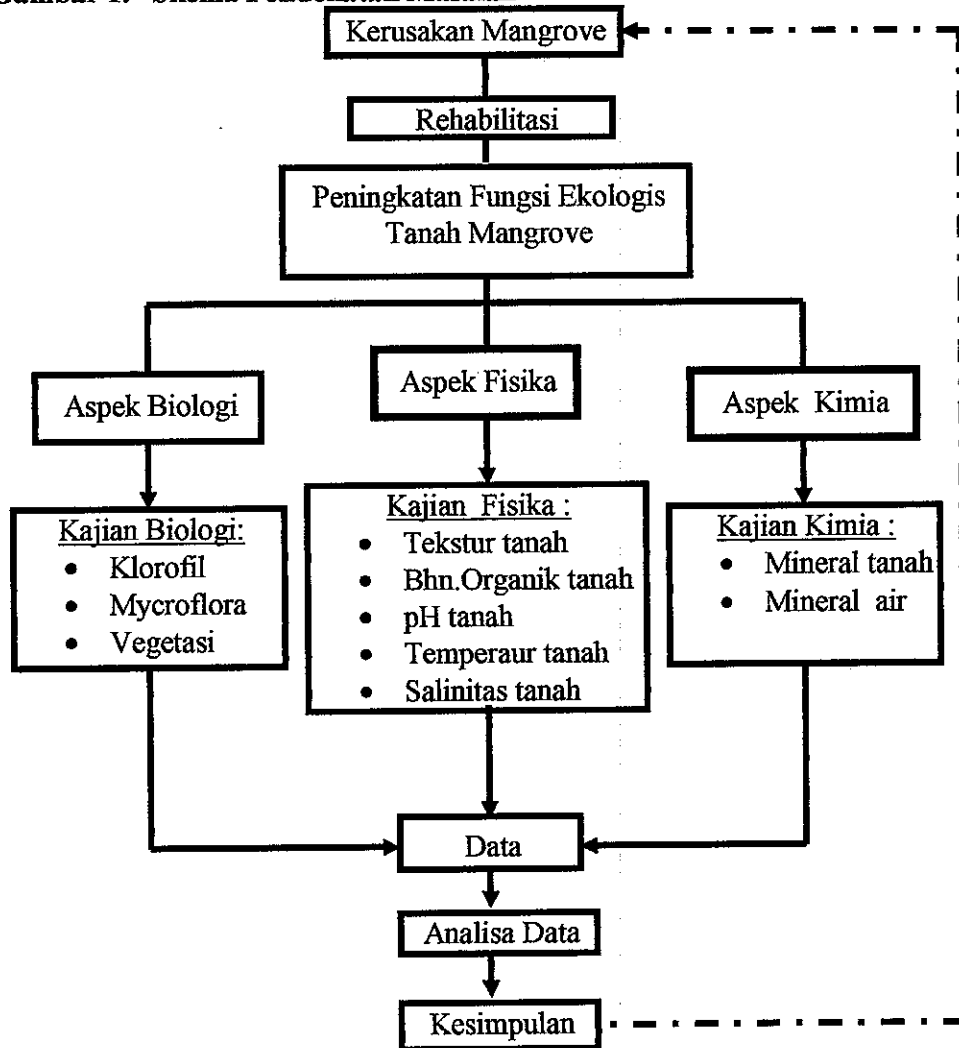 Gambar 1.
Kerusakan Mangrove
Rehabilitasi
Peningkatan Fungsi Ekologis
Tanah Mangrove
Aspek Biologi
Aspek Fisika
Aspek Kimia
Kajian Biologi:
• Klorofil
• Mycroflora
• Vegetasi
Kajian Fisika :
• Tekstur tanah
• Bhn.Organik tanah
• pH tanah
• Temperaur tanah
• Salinitas tanah
Kajian Kimia :
• Mineral tanah
• Mineral air
Data
Analisa Data
Kesimpulan